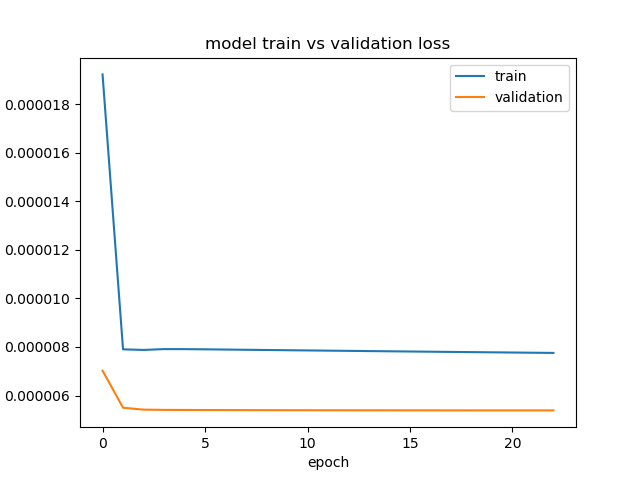 model train vs validation loss
train
validation
0.000018
0.000016
0.000014
0.000012
0.000010
0.000008
0.000006
0 5 10 15 20
epoch